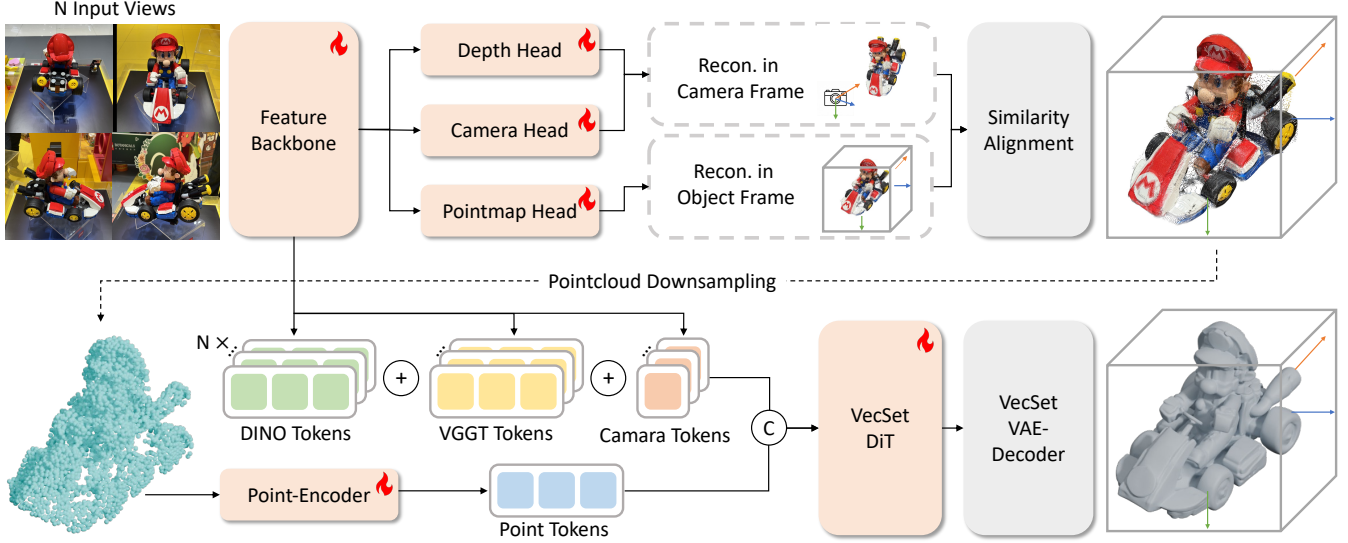 N Input Views
Feature
Backbone
Depth Head
Camera Head
Pointmap Head
Recon. in
Camera Frame
Recon. in
Object Frame
Similarity
Alignment
Pointcloud Downsampling
N ×
...
...
...
+
+
DINO Tokens
VGGT Tokens
Camara Tokens
Point-Encoder
Point Tokens
C
VecSet
DiT
VecSet
VAE-
Decoder